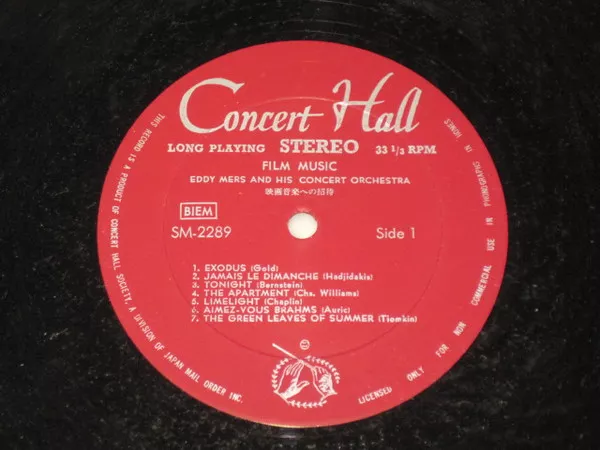 Concert Hall
LONG PLAYING STEREO 33 1/3 RPM
FILM MUSIC
EDDY MERS AND HIS CONCERT ORCHESTRA
映画音楽への招待
BIEM
SM-2289
Side 1
1. EXODUS (Gold)
2. JAMAIS LE DIMANCHE (Hadjidakis)
3. TONIGHT (Bernstein)
4. THE APARTMENT (Chs. Williams)
5. LIMELIGHT (Chaplin)
6. AIMEZ-VOUS BRAHMS (Auric)
7. THE GREEN LEAVES OF SUMMER (Tiomkin)
THIS RECORD IS A PRODUCT OF CONCERT HALL SOCIETY, A DIVISION OF JAPAN MAIL ORDER INC.
LICENSED ONLY FOR NON COMMERCIAL USE IN PHONOGRAPHS IN HOMES